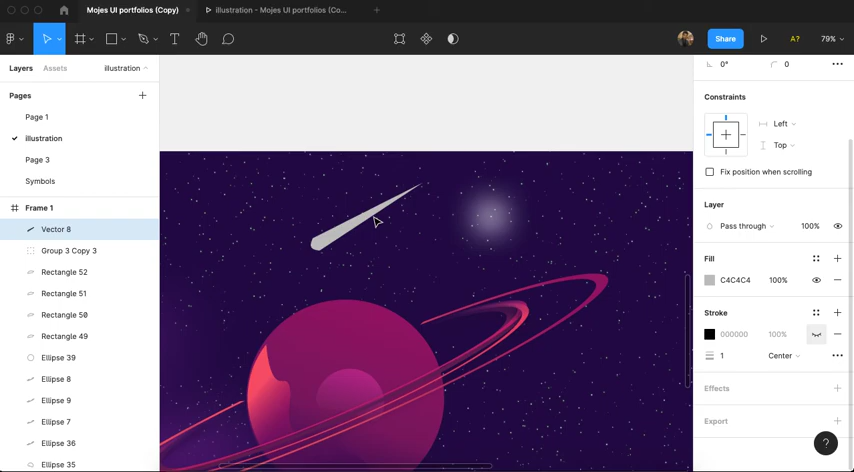 Mojes UI portfolios (Copy)
illustration - Mojes UI portfolios (Co...
Share
A?
79%
Layers
Assets
illustration
Pages
Page 1
illustration
Page 3
Symbols
Frame 1
Vector 8
Group 3 Copy 3
Rectangle 52
Rectangle 51
Rectangle 50
Rectangle 49
Ellipse 39
Ellipse 8
Ellipse 9
Ellipse 7
Ellipse 36
Ellipse 35
0°
0
Constraints
Left
Top
Fix position when scrolling
Layer
Pass through
100%
Fill
C4C4C4
100%
Stroke
000000
100%
1
Center
Effects
Export
?